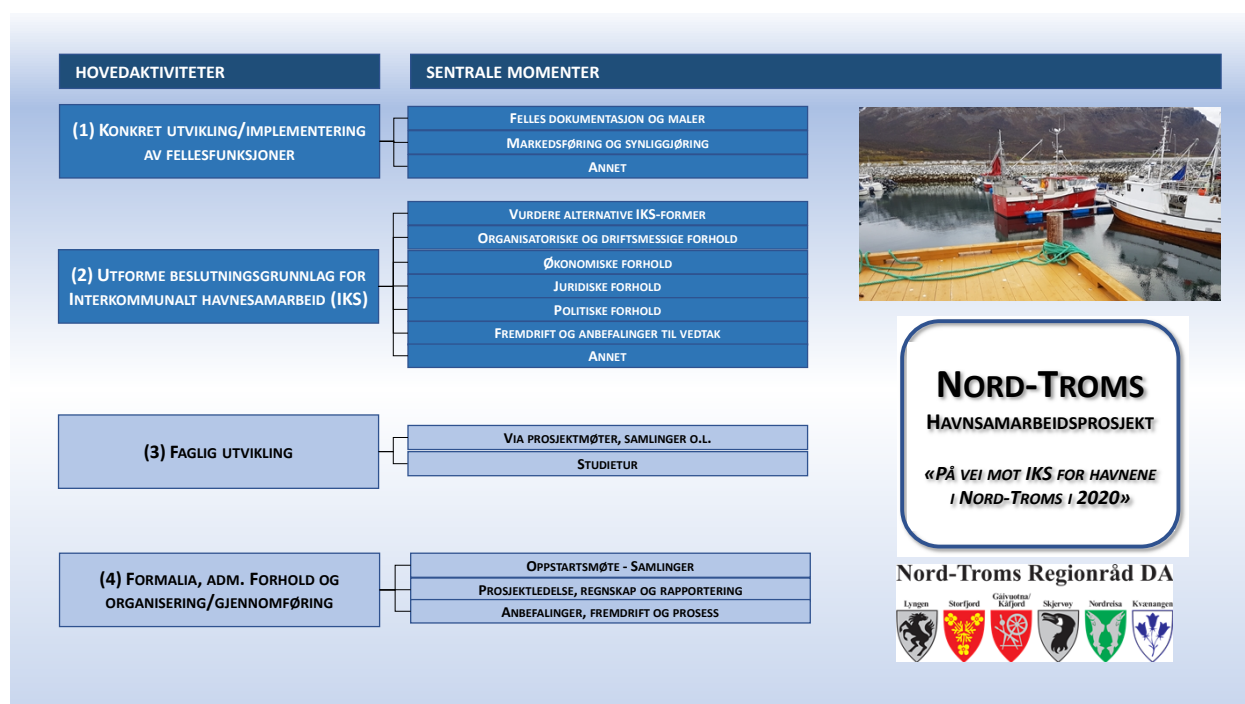 HOVEDAKTIVITETER
SENTRALE MOMENTER
(1) KONKRET UTVIKLING/IMPLEMENTERING
AV FELLESFUNKSJONER
FELLES DOKUMENTASJON OG MALER
MARKEDSFØRING OG SYNLIGGJØRING
ANNET
(2) UTFORME BESLUTNINGSGRUNNLAG FOR
INTERKOMMUNALT HAVNESAMARBEID (IKS)
VURDERE ALTERNATIVE IKS-FORMER
ORGANISATORISKE OG DRIFTSMESSIGE FORHOLD
ØKONOMISKE FORHOLD
JURIDISKE FORHOLD
POLITISKE FORHOLD
FREMDRIFT OG ANBEFALINGER TIL VEDTAK
ANNET
(3) FAGLIG UTVIKLING
VIA PROSJEKTMØTER, SAMLINGER O.L.
STUDIETUR
(4) FORMALIA, ADM. FORHOLD OG
ORGANISERING/GJENNOMFØRING
OPPSTARTSMØTE - SAMLINGER
PROSJEKTLEDELSE, REGNSKAP OG RAPPORTERING
ANBEFALINGER, FREMDRIFT OG PROSESS
NORD-TROMS
HAVNSAMARBEIDSPROSJEKT
«PÅ VEI MOT IKS FOR HAVNENE
I NORD-TROMS I 2020»
Nord-Troms Regionråd DA
Lyngen Storfjord Gáivuotna/ Skjervøy Nordreisa Kvænangen
Kåfjord